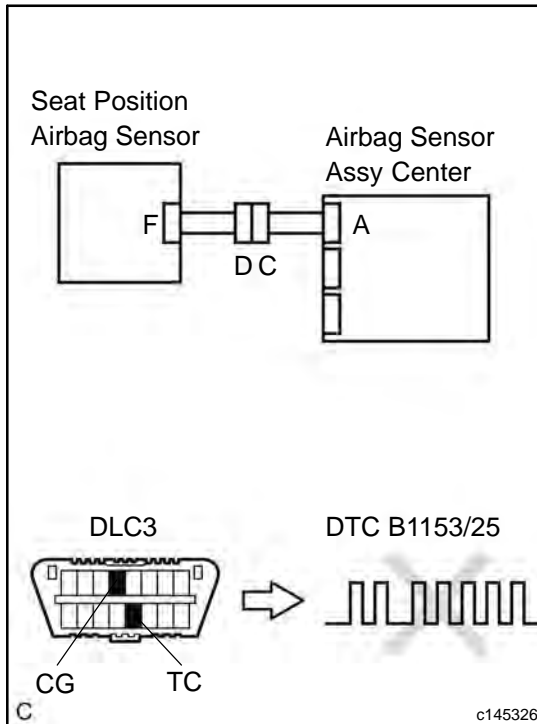 Seat Position
Airbag Sensor
Airbag Sensor
Assy Center
F
D C
A
DLC3
DTC B1153/25
CG
TC
C
c145326